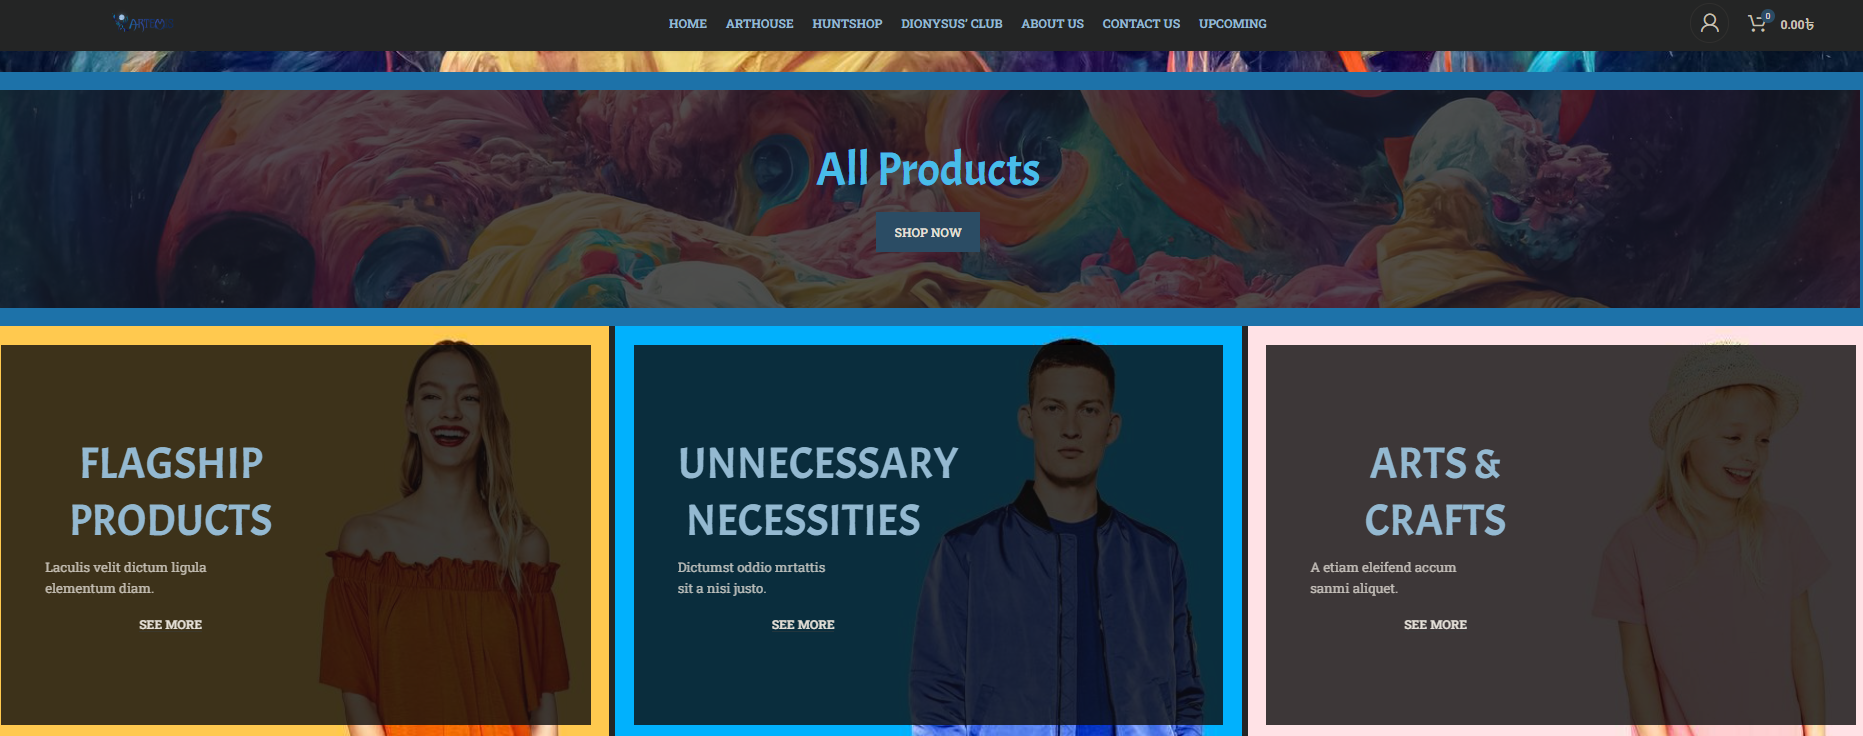 ARTEMIS
HOME ARTHOUSE HUNTSHOP DIONYSUS' CLUB ABOUT US CONTACT US UPCOMING
0
0.00৳
All Products
SHOP NOW
FLAGSHIP
PRODUCTS
Laculis velit dictum ligula
elementum diam.
SEE MORE
UNNECESSARY
NECESSITIES
Dictumst oddio mrtattis
sit a nisi justo.
SEE MORE
ARTS &
CRAFTS
A etiam eleifend accum
sanmi aliquet.
SEE MORE